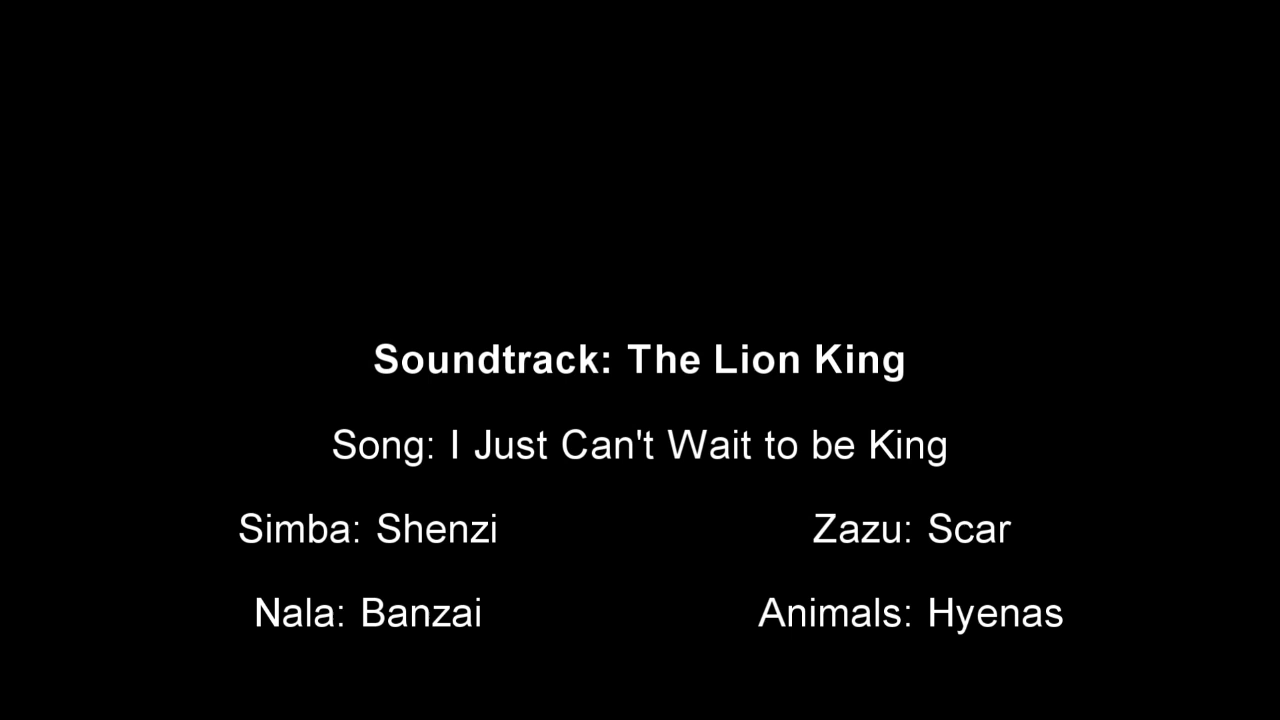 Soundtrack: The Lion King
Song: I Just Can't Wait to be King
Simba: Shenzi
Zazu: Scar
Nala: Banzai
Animals: Hyenas